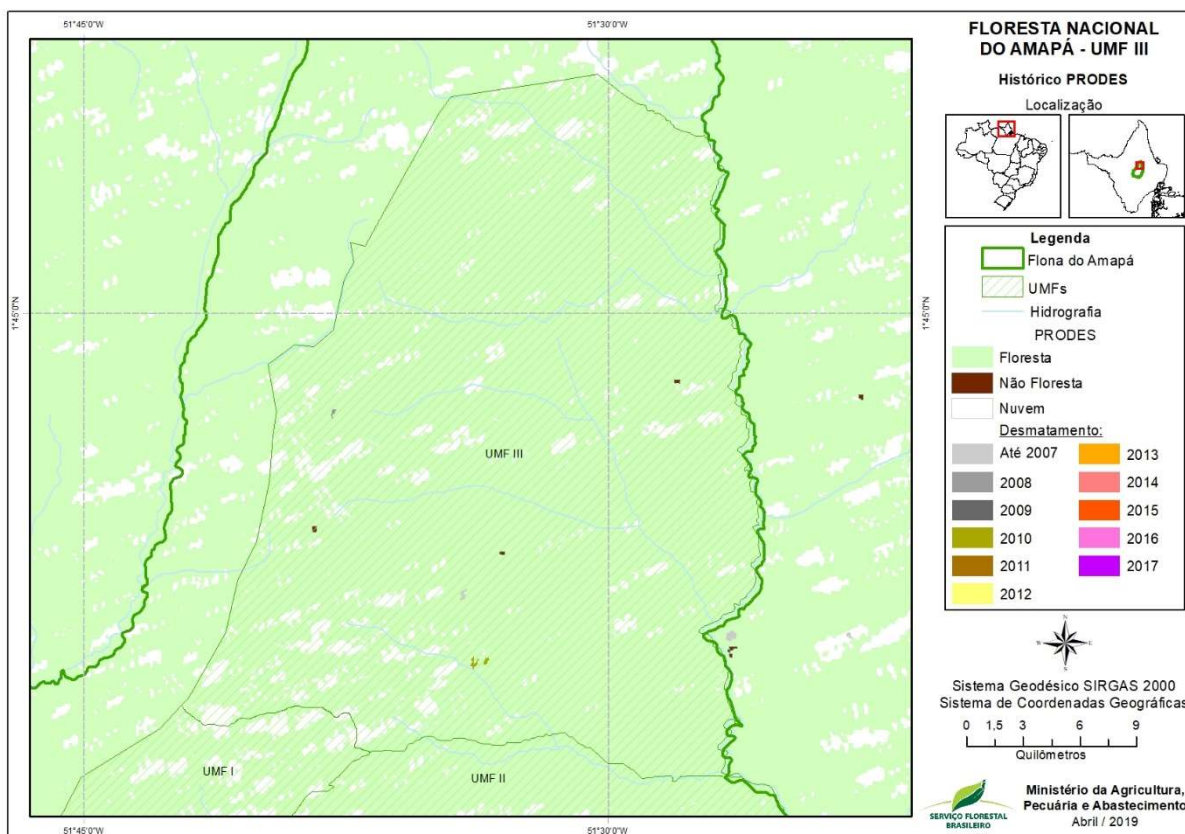 51°45'0"W
51°30'0"W
1°45'0"N
1°45'0"N
UMF III
UMF I
UMF II
51°45'0"W
51°30'0"W
FLORESTA NACIONAL
DO AMAPÁ - UMF III
Histórico PRODES
Localização
Legenda
Flona do Amapá
UMFs
Hidrografia
PRODES
Floresta
Não Floresta
Nuvem
Desmatamento:
Até 2007
2013
2008
2014
2009
2015
2010
2016
2011
2017
2012
N
W
E
S
Sistema Geodésico SIRGAS 2000
Sistema de Coordenadas Geográficas
0 1,5 3 6 9
Quilômetros
SERVIÇO FLORESTAL
BRASILEIRO
Ministério da Agricultura,
Pecuária e Abastecimento
Abril / 2019